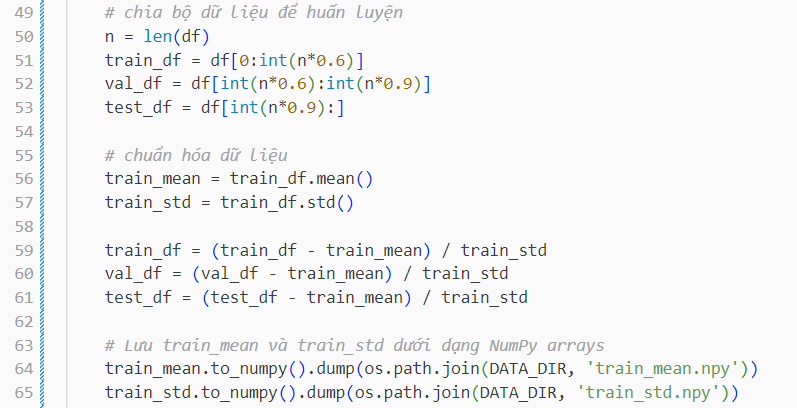 49 # chia bộ dữ liệu để huấn luyện
50 n = len(df)
51 train_df = df[0:int(n*0.6)]
52 val_df = df[int(n*0.6):int(n*0.9)]
53 test_df = df[int(n*0.9):]
54
55 # chuẩn hóa dữ liệu
56 train_mean = train_df.mean()
57 train_std = train_df.std()
58
59 train_df = (train_df - train_mean) / train_std
60 val_df = (val_df - train_mean) / train_std
61 test_df = (test_df - train_mean) / train_std
62
63 # Lưu train_mean và train_std dưới dạng NumPy arrays
64 train_mean.to_numpy().dump(os.path.join(DATA_DIR, 'train_mean.npy'))
65 train_std.to_numpy().dump(os.path.join(DATA_DIR, 'train_std.npy'))